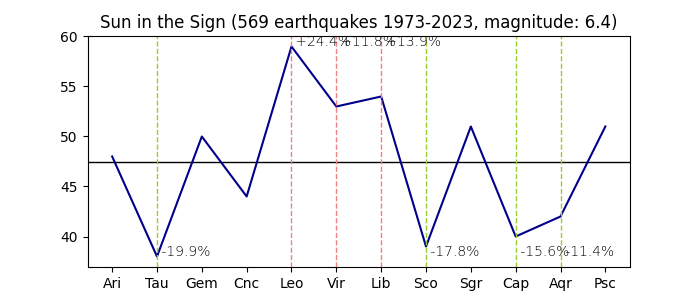 Sun in the Sign (569 earthquakes 1973-2023, magnitude: 6.4)
60
55
50
45
40
+24.4% +11.8% +13.9%
-19.9% -17.8% -15.6% -11.4%
Ari Tau Gem Cnc Leo Vir Lib Sco Sgr Cap Aqr Psc